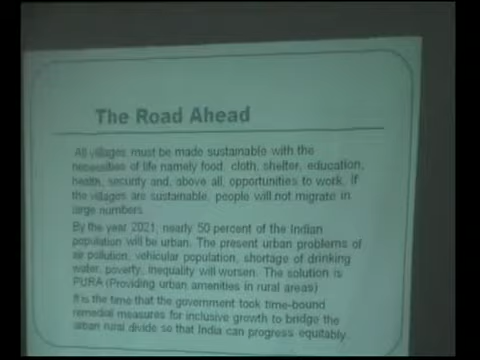 The Road Ahead
All villages must be made sustainable with the
necessities of life namely food, cloth, shelter, education,
health, security and, above all, opportunities to work. If
the villages are sustainable, people will not migrate in
large numbers.
By the year 2021, nearly 50 percent of the Indian
population will be urban. The present urban problems of
air pollution, vehicular population, shortage of drinking
water, poverty, inequality will worsen. The solution is
PURA (Providing urban amenities in rural areas)
It is the time that the government took time-bound
remedial measures for inclusive growth to bridge the
urban rural divide so that India can progress equitably.